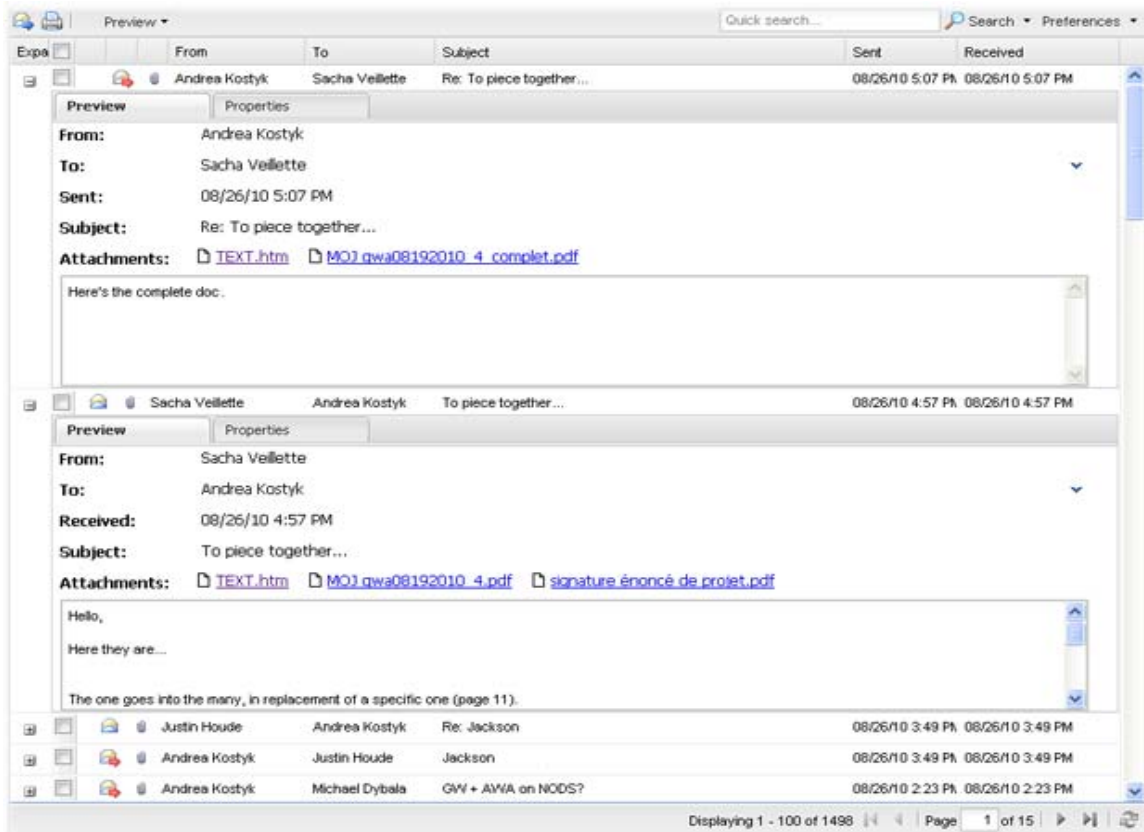 Preview Quick search... Search Preferences
Expa From To Subject Sent Received
Andrea Kostyk Sacha Veillette Re: To piece together... 08/26/10 5:07 PM 08/26/10 5:07 PM
Preview Properties
From: Andrea Kostyk
To: Sacha Veillette
Sent: 08/26/10 5:07 PM
Subject: Re: To piece together...
Attachments: TEXT.htm MOJ gwa08192010_4_complet.pdf
Here's the complete doc.
Sacha Veillette Andrea Kostyk To piece together... 08/26/10 4:57 PM 08/26/10 4:57 PM
Preview Properties
From: Sacha Veillette
To: Andrea Kostyk
Received: 08/26/10 4:57 PM
Subject: To piece together...
Attachments: TEXT.htm MOJ gwa08192010_4.pdf signature énoncé de projet.pdf
Hello,
Here they are...
The one goes into the many, in replacement of a specific one (page 11).
Justin Houde Andrea Kostyk Re: Jackson 08/26/10 3:49 PM 08/26/10 3:49 PM
Andrea Kostyk Justin Houde Jackson 08/26/10 3:49 PM 08/26/10 3:49 PM
Andrea Kostyk Michael Dybala GW + AWA on NODS? 08/26/10 2:23 PM 08/26/10 2:23 PM
Displaying 1 - 100 of 1498 Page 1 of 15